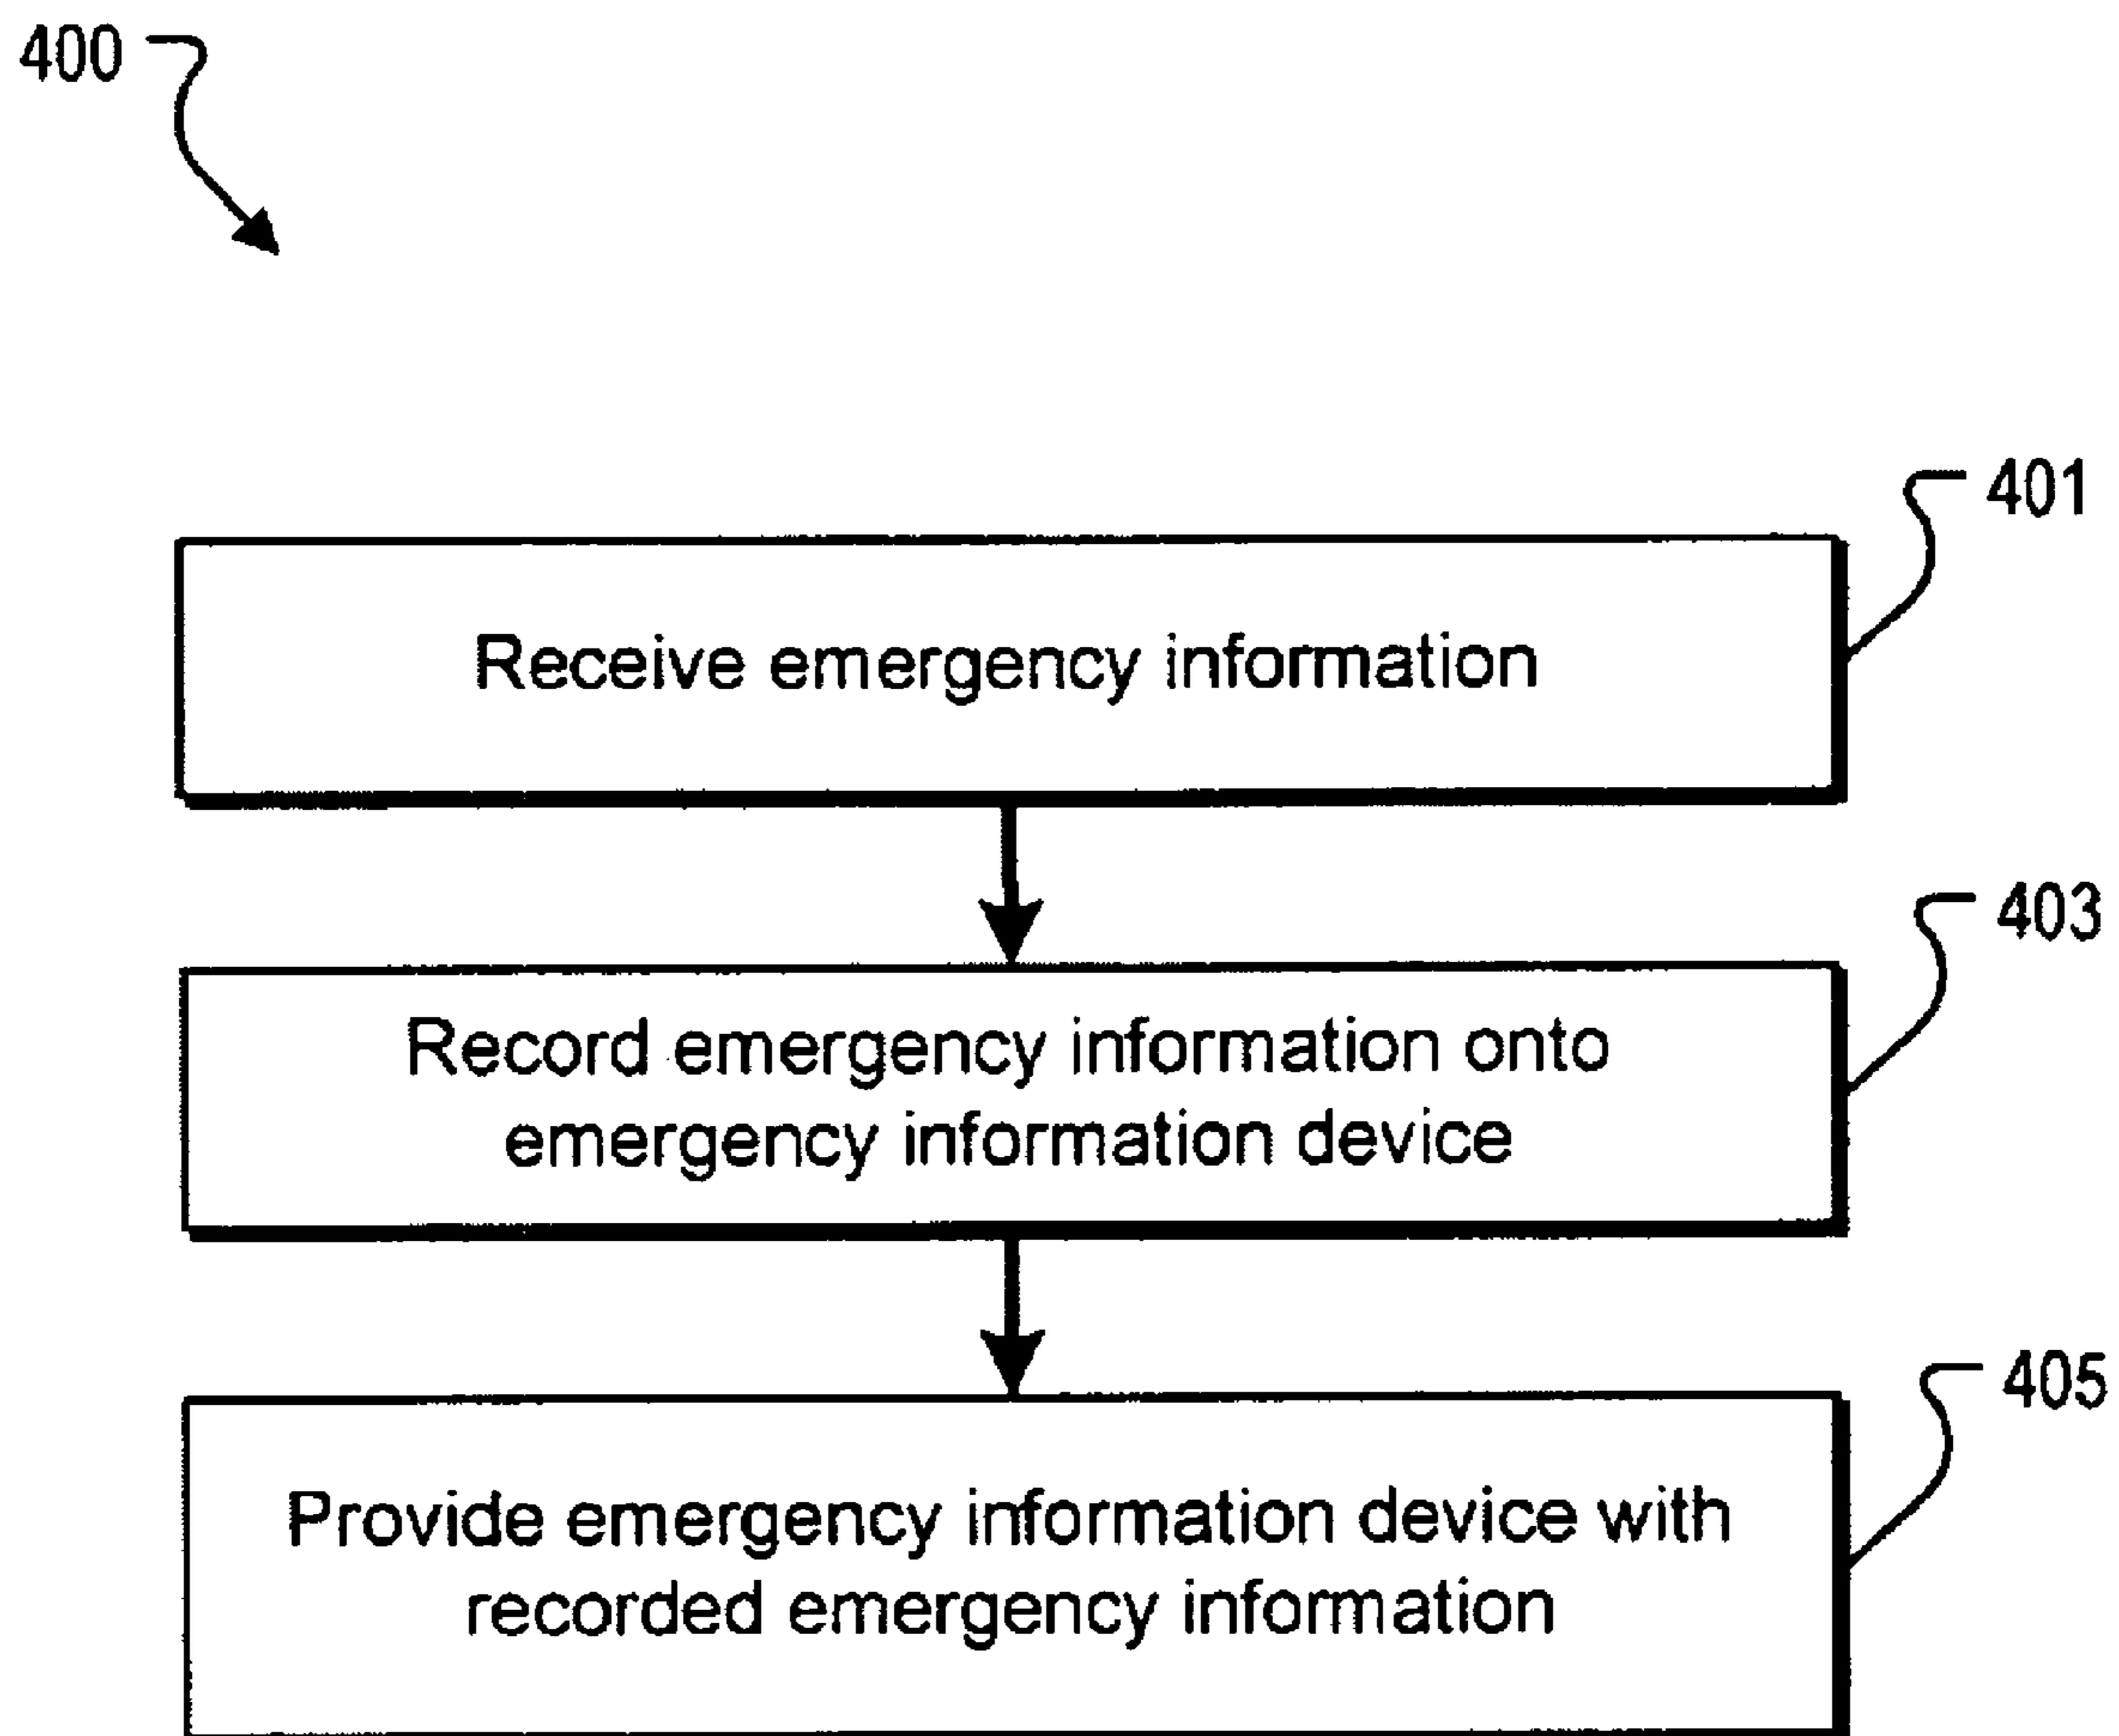 400
401
Receive emergency information
403
Record emergency information onto
emergency information device
405
Provide emergency information device with
recorded emergency information